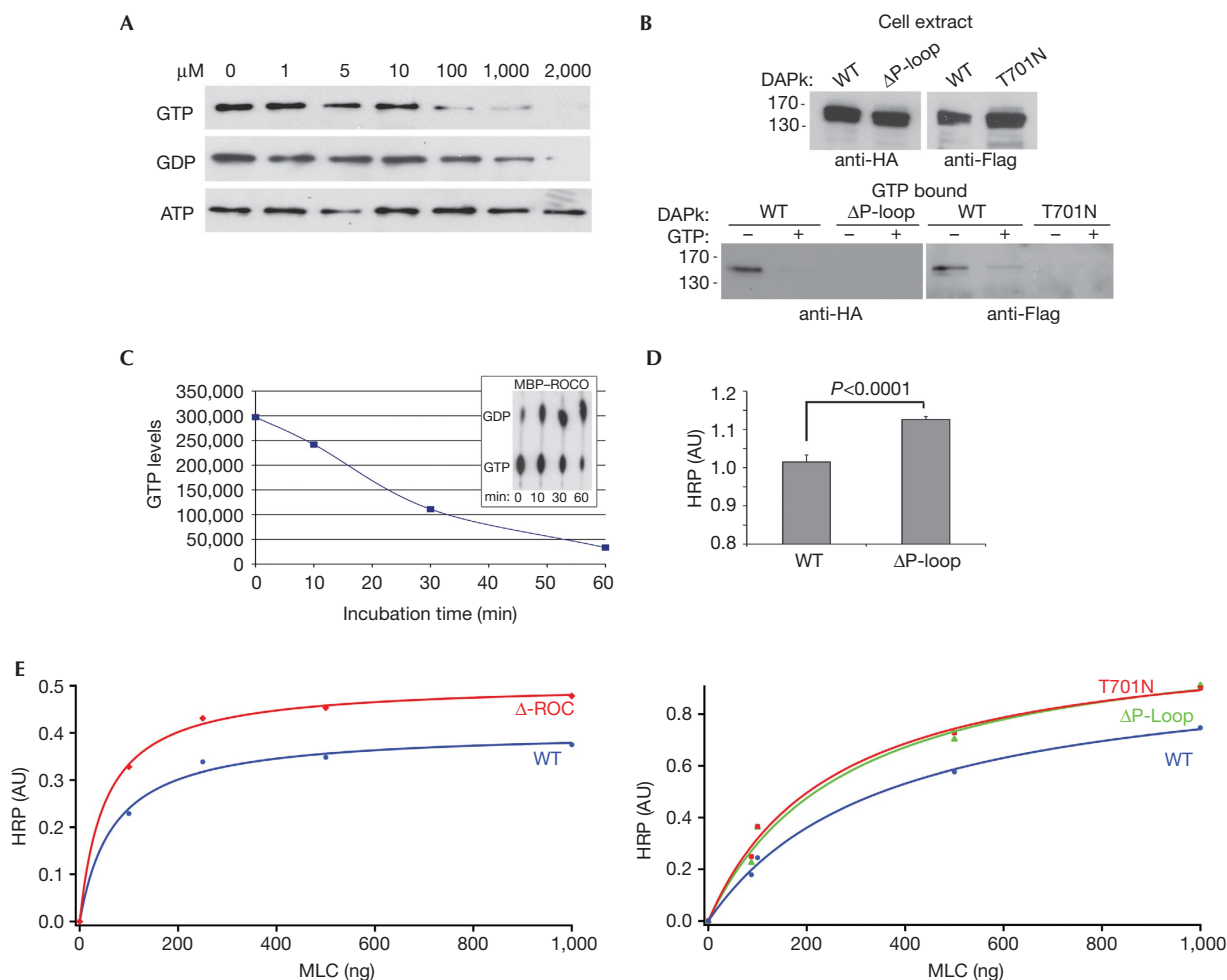 A
μM 0 1 5 10 100 1,000 2,000
GTP
GDP
ATP
B
Cell extract
DAPk: WT ΔP-loop WT T701N
170 -
130 -
anti-HA anti-Flag
GTP bound
DAPk: WT ΔP-loop WT T701N
GTP: – + – + – + – +
170 -
130 -
anti-HA anti-Flag
C
GTP levels
350,000
300,000
250,000
200,000
150,000
100,000
50,000
0
0 10 20 30 40 50 60
Incubation time (min)
MBP–ROCO
GDP
GTP
min: 0 10 30 60
D
P<0.0001
HRP (AU)
1.2
1.1
1.0
0.9
0.8
WT ΔP-loop
E
HRP (AU)
0.5
0.4
0.3
0.2
0.1
0.0
Δ-ROC
WT
0 200 400 600 800 1,000
MLC (ng)
HRP (AU)
0.8
0.6
0.4
0.2
0.0
T701N
ΔP-Loop
WT
0 200 400 600 800 1,000
MLC (ng)